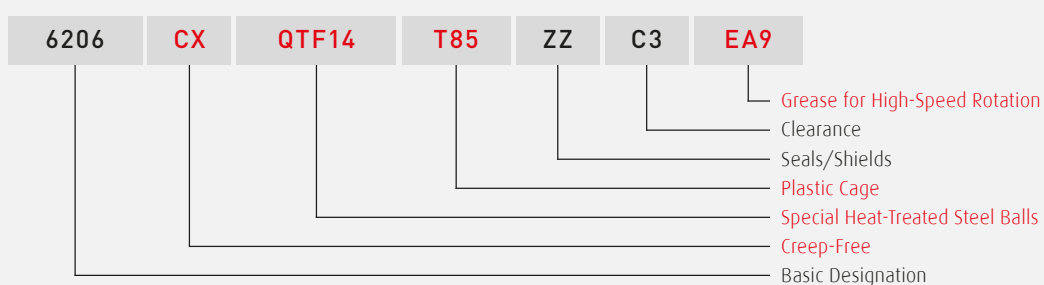 6206 CX QTF14 T85 ZZ C3 EA9
Grease for High-Speed Rotation
Clearance
Seals/Shields
Plastic Cage
Special Heat-Treated Steel Balls
Creep-Free
Basic Designation